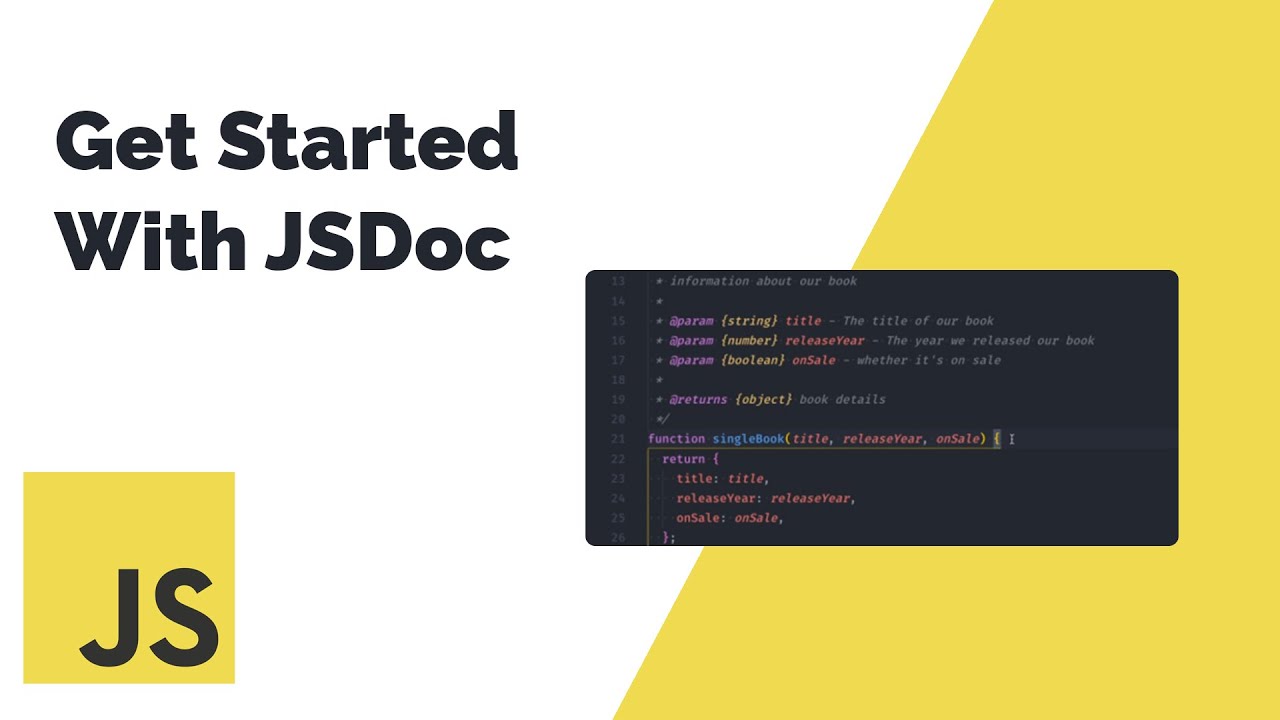 Get Started
With JSDoc
13 * information about our book
14 *
15 * @param {string} title - The title of our book
16 * @param {number} releaseYear - The year we released our book
17 * @param {boolean} onSale - whether it's on sale
18 *
19 * @returns {object} book details
20 */
21 function singleBook(title, releaseYear, onSale) {
22 return {
23 title: title,
24 releaseYear: releaseYear,
25 onSale: onSale,
26 };
JS